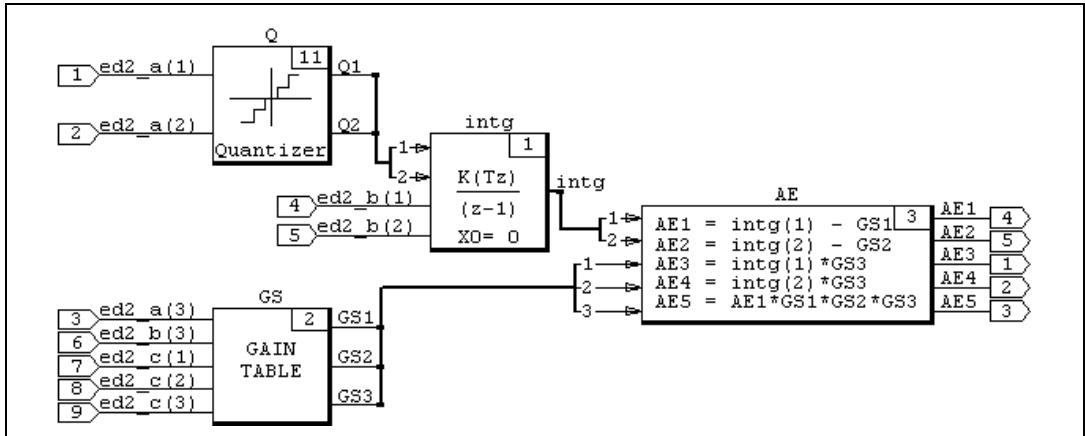 Q
11
1 ed2_a(1)
Q1
2 ed2_a(2)
Q2
Quantizer
intg
1
1
2
K(Tz)
(z-1)
X0= 0
4 ed2_b(1)
5 ed2_b(2)
intg
AE
3
1
2
1
2
3
AE1 = intg(1) - GS1
AE2 = intg(2) - GS2
AE3 = intg(1)*GS3
AE4 = intg(2)*GS3
AE5 = AE1*GS1*GS2*GS3
AE1 4
AE2 5
AE3 1
AE4 2
AE5 3
GS
2
3 ed2_a(3)
6 ed2_b(3)
7 ed2_c(1)
8 ed2_c(2)
9 ed2_c(3)
GAIN
TABLE
GS1
GS2
GS3